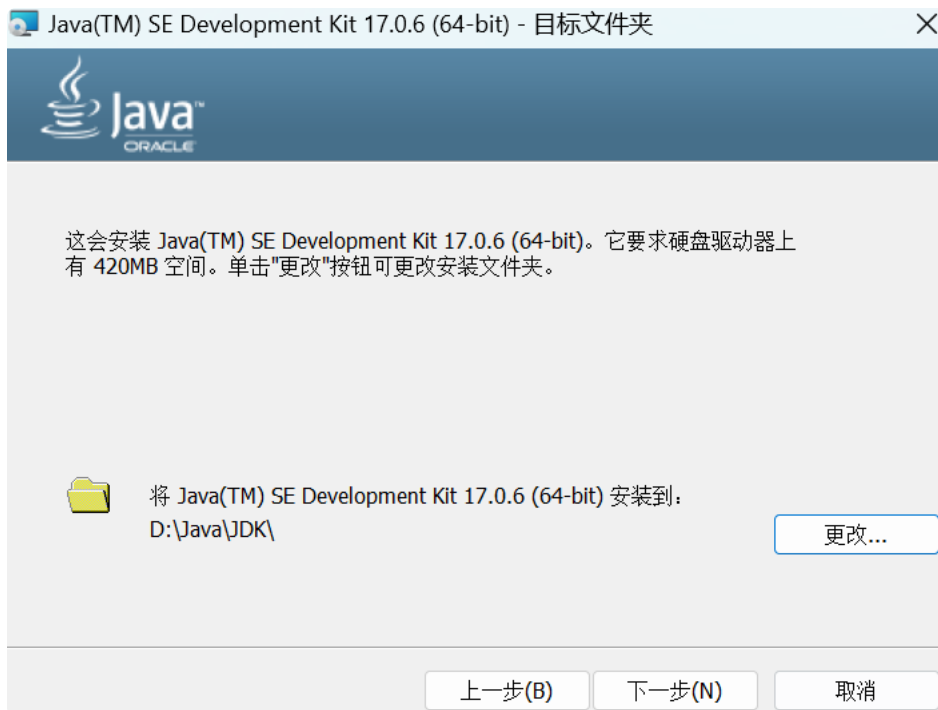 Java(TM) SE Development Kit 17.0.6 (64-bit) - 目标文件夹
Java™
ORACLE
这会安装 Java(TM) SE Development Kit 17.0.6 (64-bit)。它要求硬盘驱动器上
有 420MB 空间。单击"更改"按钮可更改安装文件夹。
将 Java(TM) SE Development Kit 17.0.6 (64-bit) 安装到：
D:\Java\JDK\
更改...
上一步(B)
下一步(N)
取消